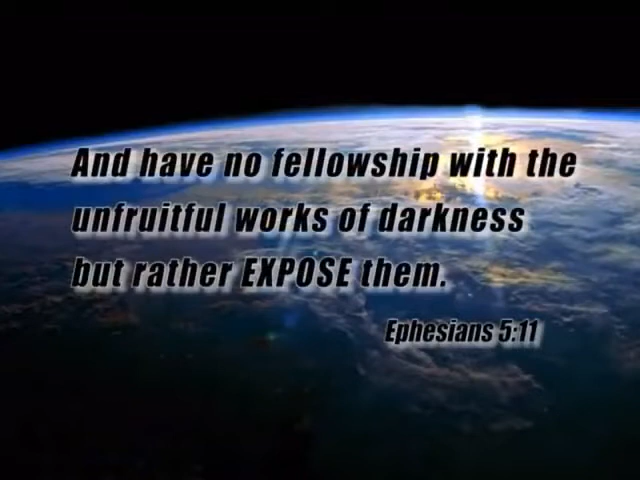 And have no fellowship with the
unfruitful works of darkness
but rather EXPOSE them.
Ephesians 5:11